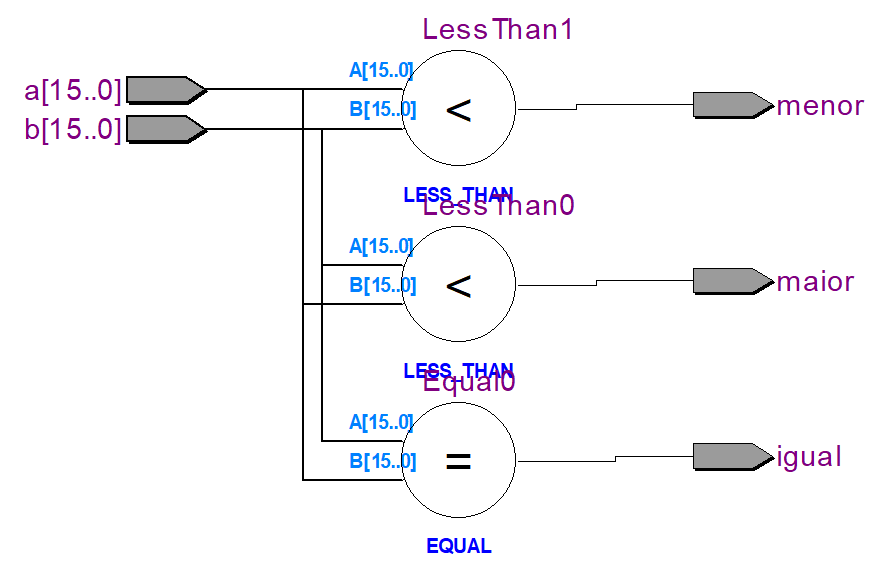 LessThan1
a[15..0]
A[15..0]
b[15..0]
B[15..0]
<
menor
LESS_THAN
LessThan0
A[15..0]
B[15..0]
<
maior
LESS_THAN
Equal0
A[15..0]
B[15..0]
=
igual
EQUAL